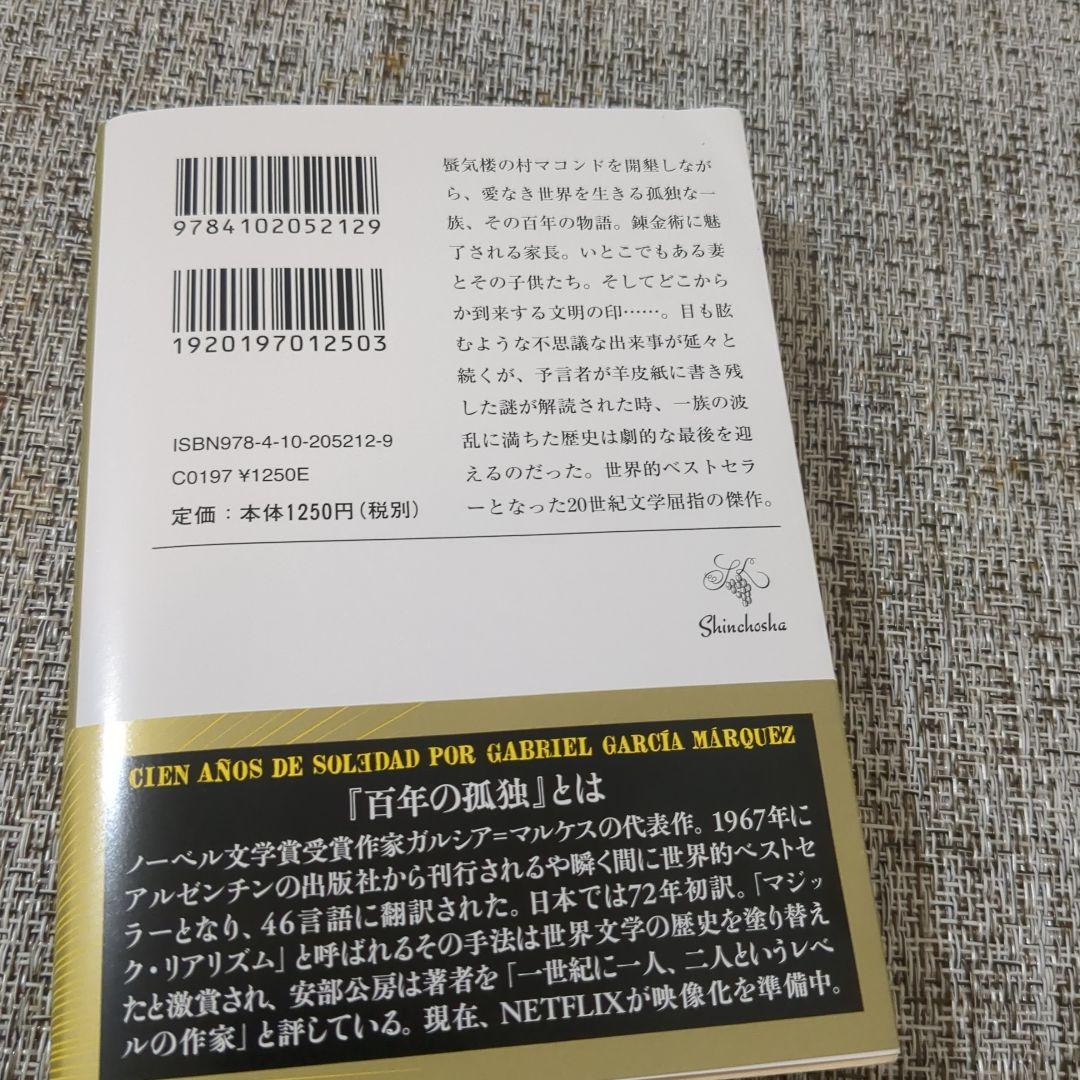 9784102052129
1920197012503
ISBN978-4-10-205212-9
C0197 ¥1250E
定価：本体1250円（税別）
蜃気楼の村マコンドを開墾しなが
ら、愛なき世界を生きる孤独な一
族、その百年の物語。錬金術に魅
了される家長。いとこでもある妻
とその子供たち。そしてどこから
か到来する文明の印……。目も眩
むような不思議な出来事が延々と
続くが、予言者が羊皮紙に書き残
した謎が解読された時、一族の波
乱に満ちた歴史は劇的な最後を迎
えるのだった。世界的ベストセラ
ーとなった20世紀文学屈指の傑作。
Shinchosha
CIEN AÑOS DE SOLEDAD POR GABRIEL GARCÍA MÁRQUEZ
『百年の孤独』とは
ノーベル文学賞受賞作家ガルシア=マルケスの代表作。1967年に
アルゼンチンの出版社から刊行されるや瞬く間に世界的ベストセ
ラーとなり、46言語に翻訳された。日本では72年初訳。「マジッ
ク・リアリズム」と呼ばれるその手法は世界文学の歴史を塗り替え
たと激賞され、安部公房は著者を「一世紀に一人、二人というレベ
ルの作家」と評している。現在、NETFLIXが映像化を準備中。